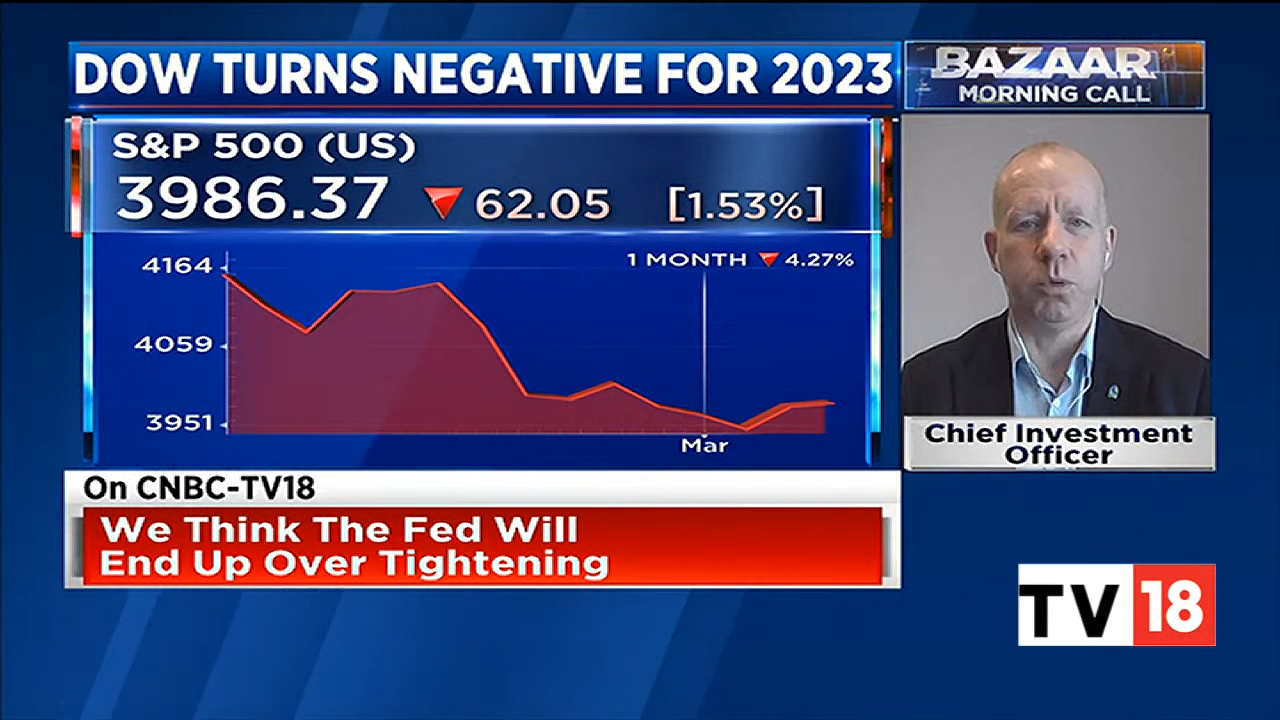 DOW TURNS NEGATIVE FOR 2023
BAZAAR
MORNING CALL
S&P 500 (US)
3986.37 62.05 [1.53%]
1 MONTH 4.27%
4164
4059
3951
Mar
Chief Investment
Officer
On CNBC-TV18
We Think The Fed Will
End Up Over Tightening
TV18